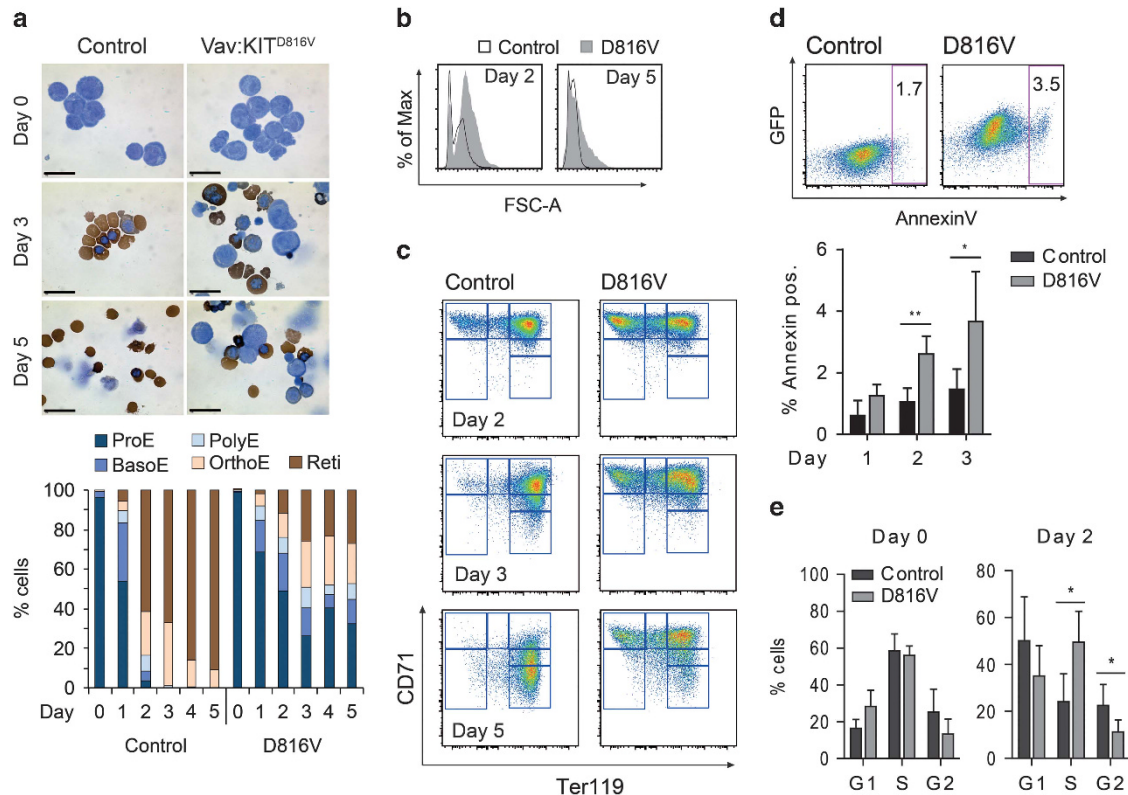 a
Control
Vav:KIT^D816V
Day 0
Day 3
Day 5
ProE
PolyE
BasoE
OrthoE
Reti
% cells
100
80
60
40
20
0
Day
0 1 2 3 4 5 0 1 2 3 4 5
Control
D816V
b
Control
D816V
Day 2
Day 5
% of Max
FSC-A
c
Control
D816V
Day 2
Day 3
Day 5
CD71
Ter119
d
Control
D816V
1.7
3.5
GFP
AnnexinV
% Annexin pos.
6
4
2
0
Control
D816V
**
*
Day 1 2 3
e
Day 0
Day 2
Control
D816V
% cells
100
80
60
40
20
0
G1 S G2
80
60
40
20
0
*
*
G1 S G2